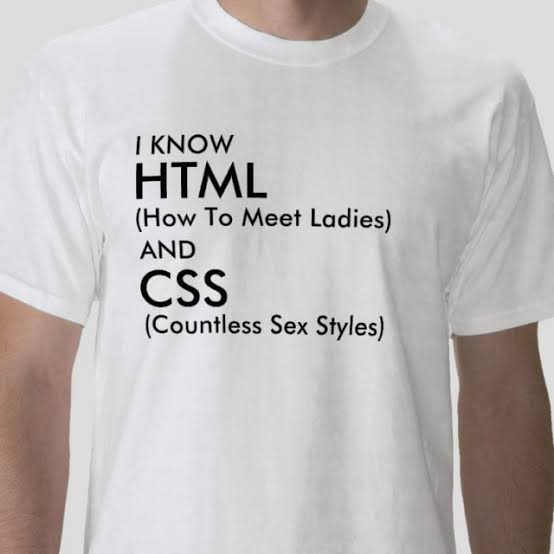 I KNOW
HTML
(How To Meet Ladies)
AND
CSS
(Countless Sex Styles)